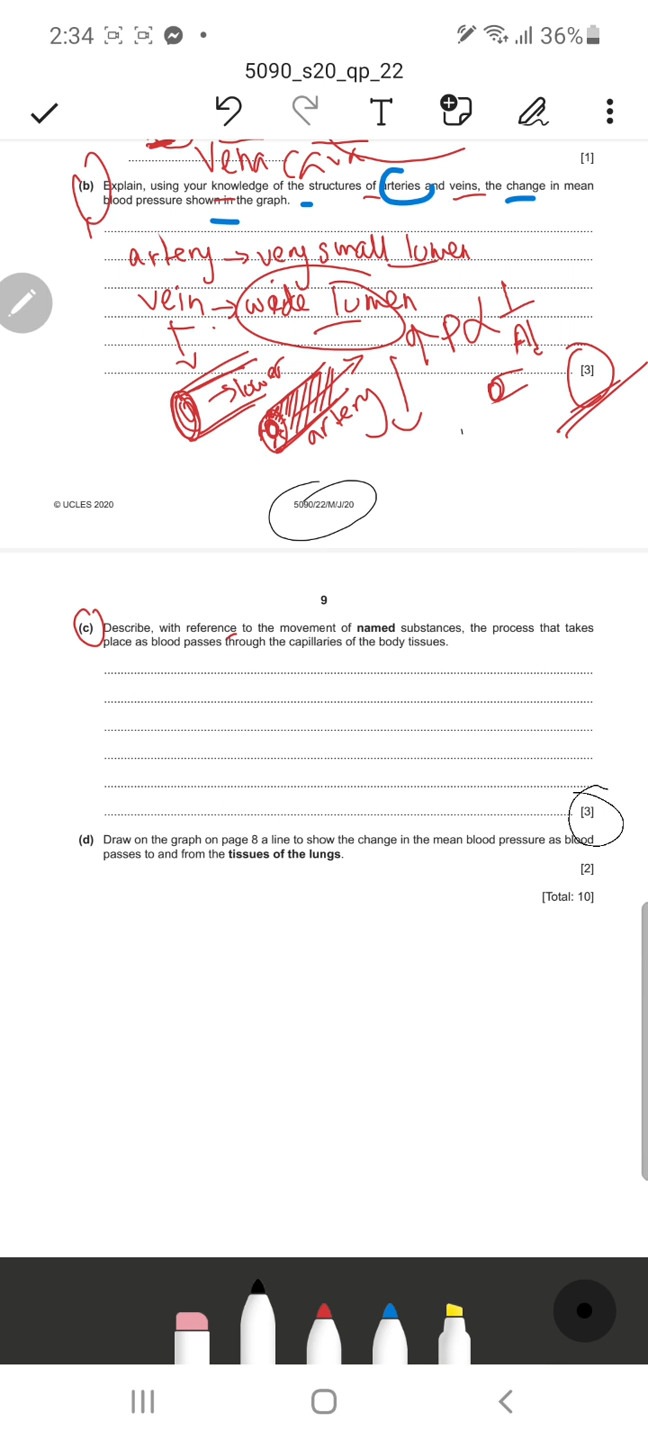 2:34
36%
5090_s20_qp_22
T
vena cava
[1]
(b) Explain, using your knowledge of the structures of arteries and veins, the change in mean
blood pressure shown in the graph.
artery → very small lumen
vein → wide lumen
↑P α 1/A↓
slower
artery
[3]
© UCLES 2020
5090/22/M/J/20
9
(c) Describe, with reference to the movement of named substances, the process that takes
place as blood passes through the capillaries of the body tissues.
[3]
(d) Draw on the graph on page 8 a line to show the change in the mean blood pressure as blood
passes to and from the tissues of the lungs.
[2]
[Total: 10]